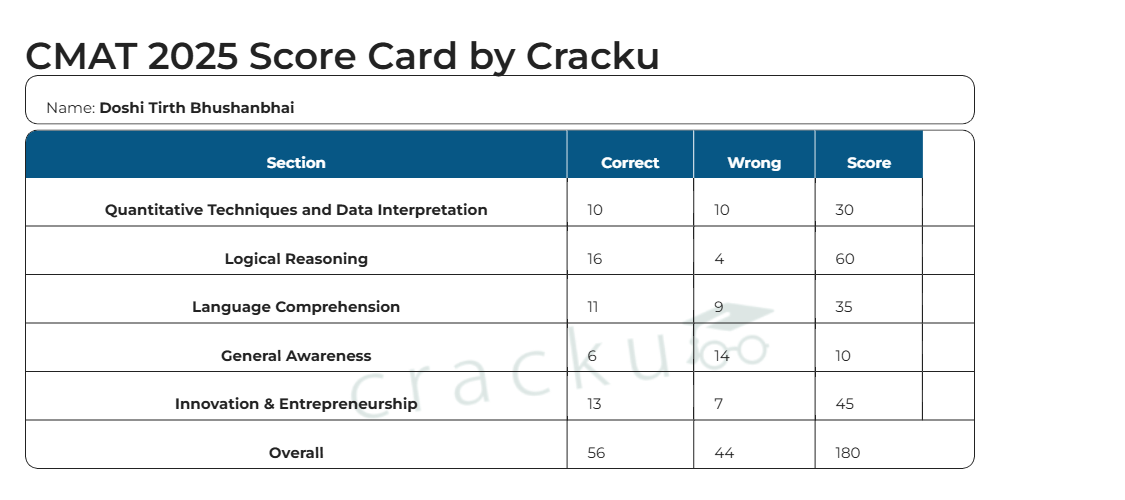 CMAT 2025 Score Card by Cracku
Name: Doshi Tirth Bhushanbhai
Section Correct Wrong Score
Quantitative Techniques and Data Interpretation 10 10 30
Logical Reasoning 16 4 60
Language Comprehension 11 9 35
General Awareness 6 14 10
Innovation & Entrepreneurship 13 7 45
Overall 56 44 180
cracku